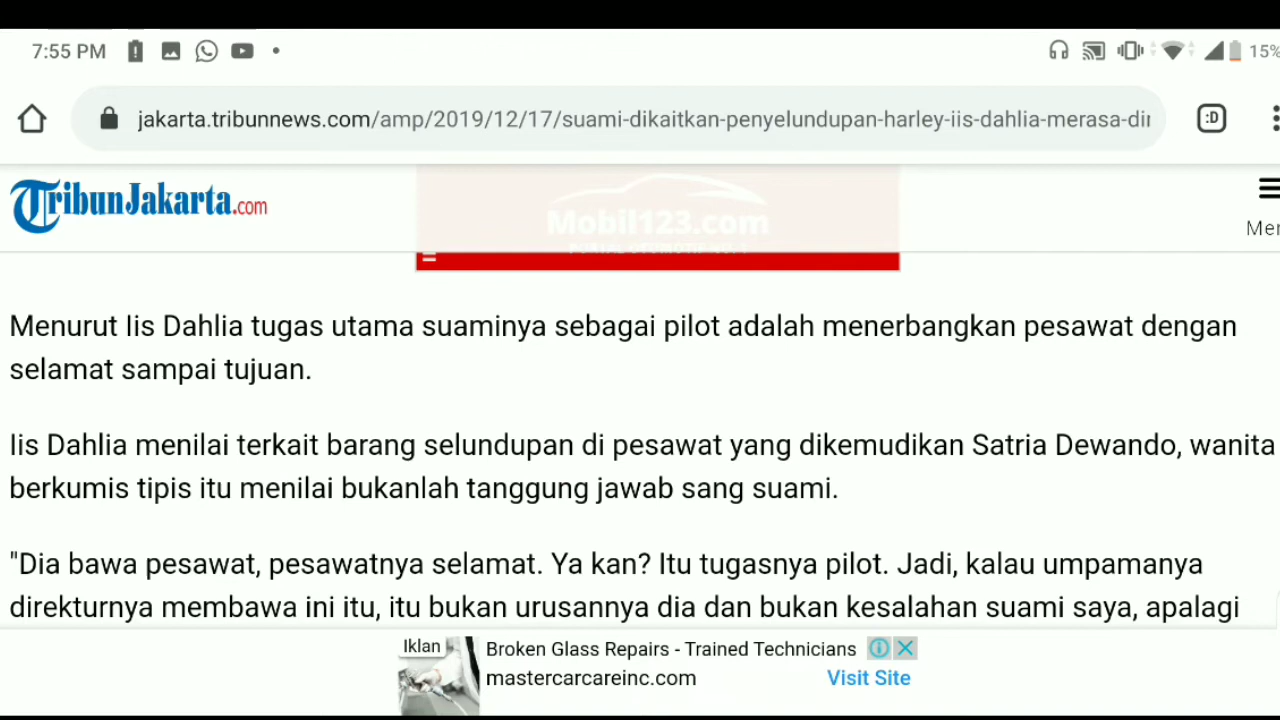 7:55 PM
15%
jakarta.tribunnews.com/amp/2019/12/17/suami-dikaitkan-penyelundupan-harley-iis-dahlia-merasa-dir
:D
TribunJakarta.com
Mobil123.com
Men
Menurut Iis Dahlia tugas utama suaminya sebagai pilot adalah menerbangkan pesawat dengan
selamat sampai tujuan.
Iis Dahlia menilai terkait barang selundupan di pesawat yang dikemudikan Satria Dewando, wanita
berkumis tipis itu menilai bukanlah tanggung jawab sang suami.
"Dia bawa pesawat, pesawatnya selamat. Ya kan? Itu tugasnya pilot. Jadi, kalau umpamanya
direkturnya membawa ini itu, itu bukan urusannya dia dan bukan kesalahan suami saya, apalagi
Iklan
Broken Glass Repairs - Trained Technicians
mastercarcareinc.com
Visit Site